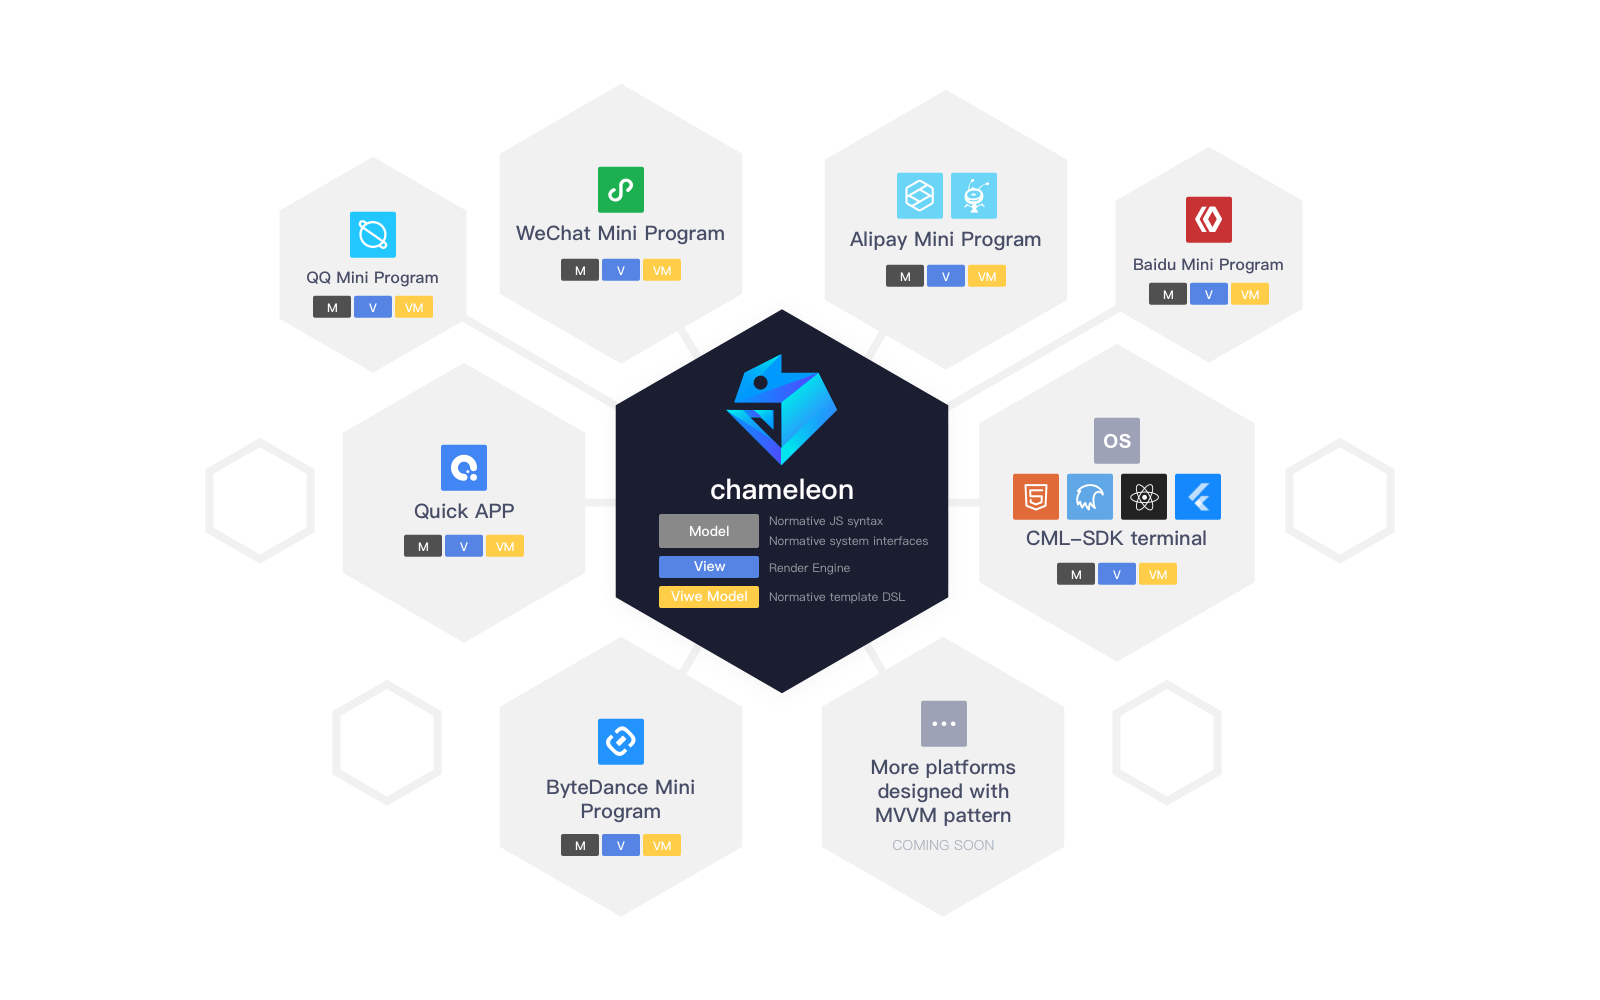 WeChat Mini Program
M V VM
Alipay Mini Program
M V VM
QQ Mini Program
M V VM
Baidu Mini Program
M V VM
Quick APP
M V VM
chameleon
Model
Normative JS syntax
Normative system interfaces
View
Render Engine
Viwe Model
Normative template DSL
OS
CML-SDK terminal
M V VM
ByteDance Mini
Program
M V VM
More platforms
designed with
MVVM pattern
COMING SOON